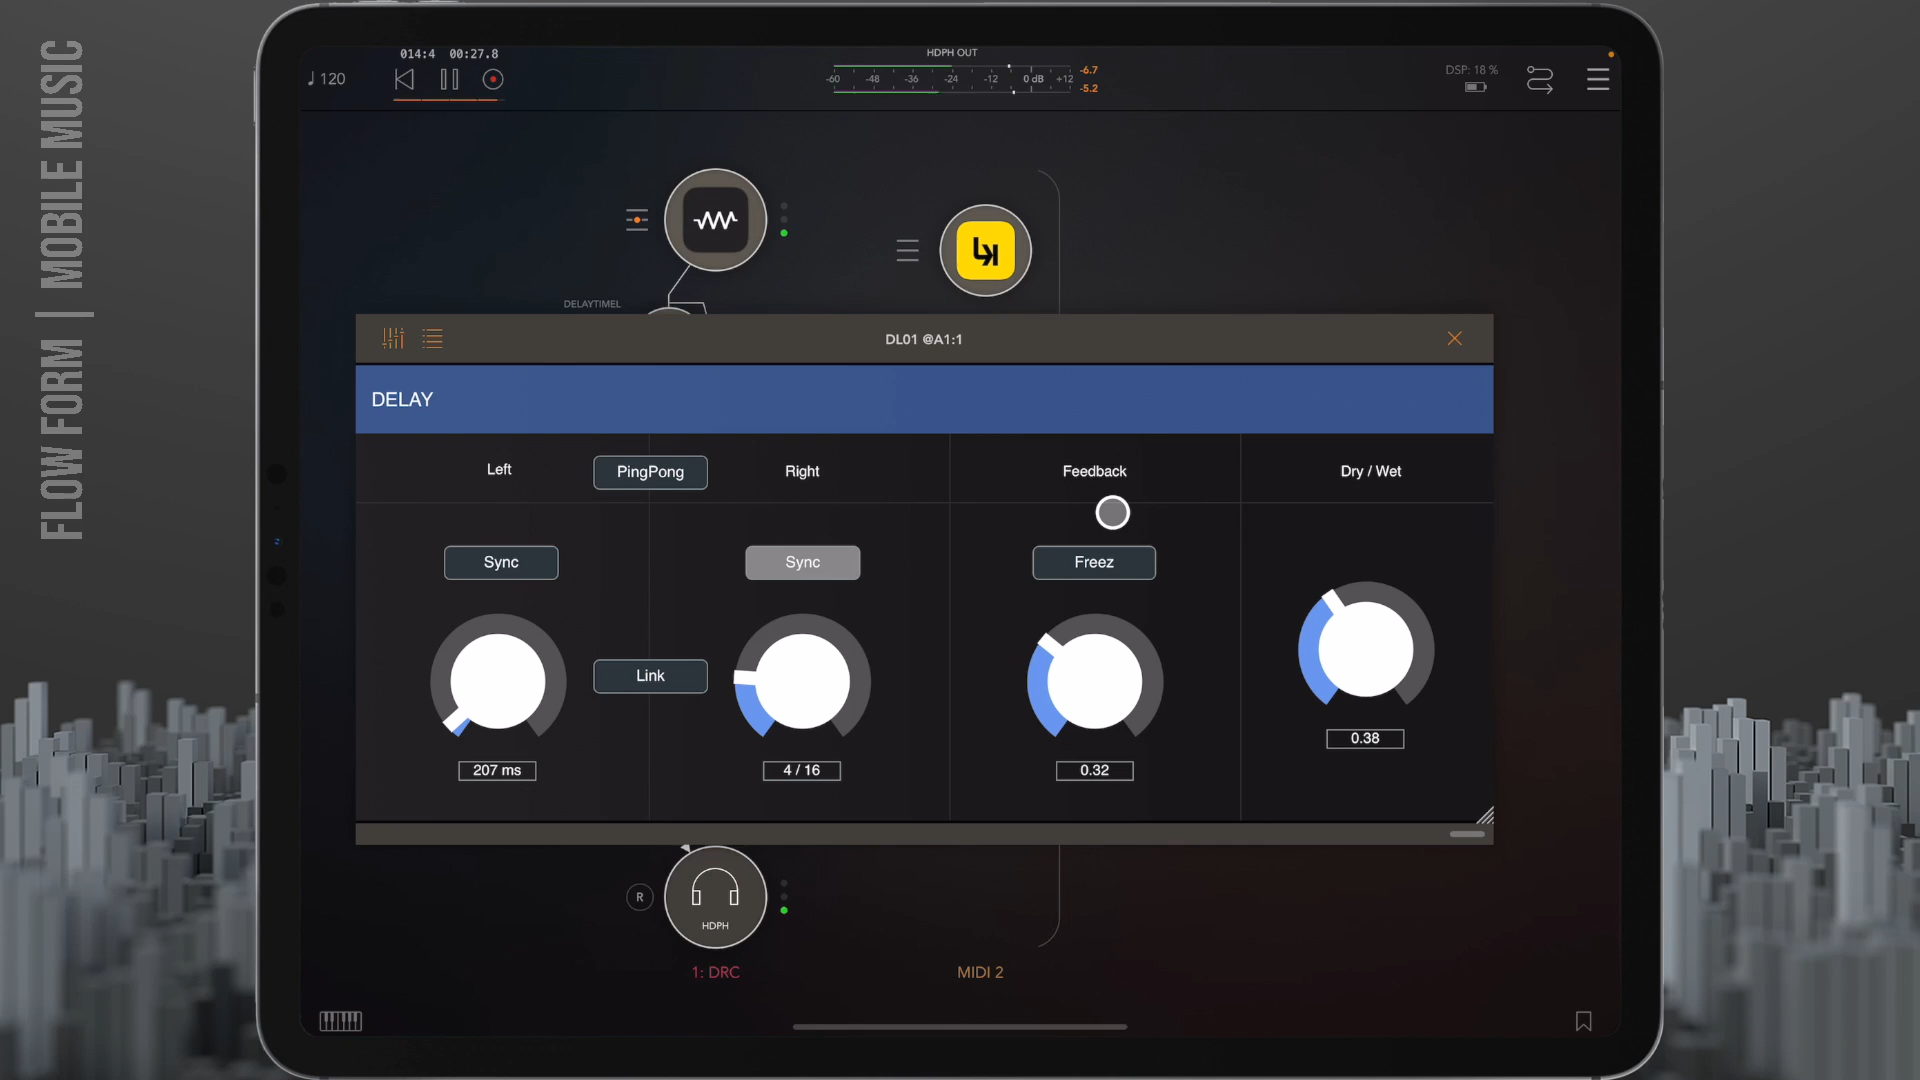 FLOW FORM | MOBILE MUSIC
014:4 00:27.8
♩120
HDPH OUT
-60 -48 -36 -24 -12 0 dB +12
-6.7
-5.2
DSP: 18 %
DELAYTIMEL
DL01 @A1:1
DELAY
Left
PingPong
Right
Feedback
Dry / Wet
Sync
Sync
Freez
Link
207 ms
4 / 16
0.32
0.38
R
HDPH
1: DRC
MIDI 2